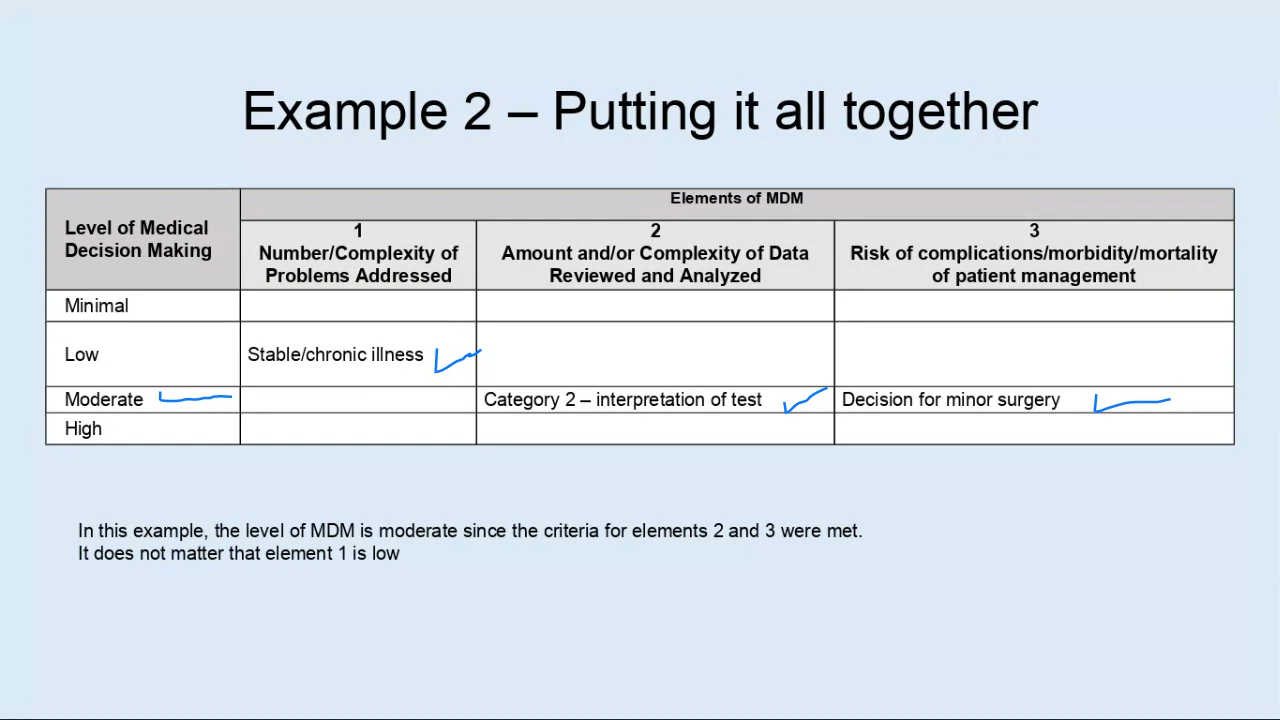 Example 2 – Putting it all together
Elements of MDM
Level of Medical
Decision Making
1
Number/Complexity of
Problems Addressed
2
Amount and/or Complexity of Data
Reviewed and Analyzed
3
Risk of complications/morbidity/mortality
of patient management
Minimal
Low
Stable/chronic illness
Moderate
Category 2 – interpretation of test
Decision for minor surgery
High
In this example, the level of MDM is moderate since the criteria for elements 2 and 3 were met.
It does not matter that element 1 is low